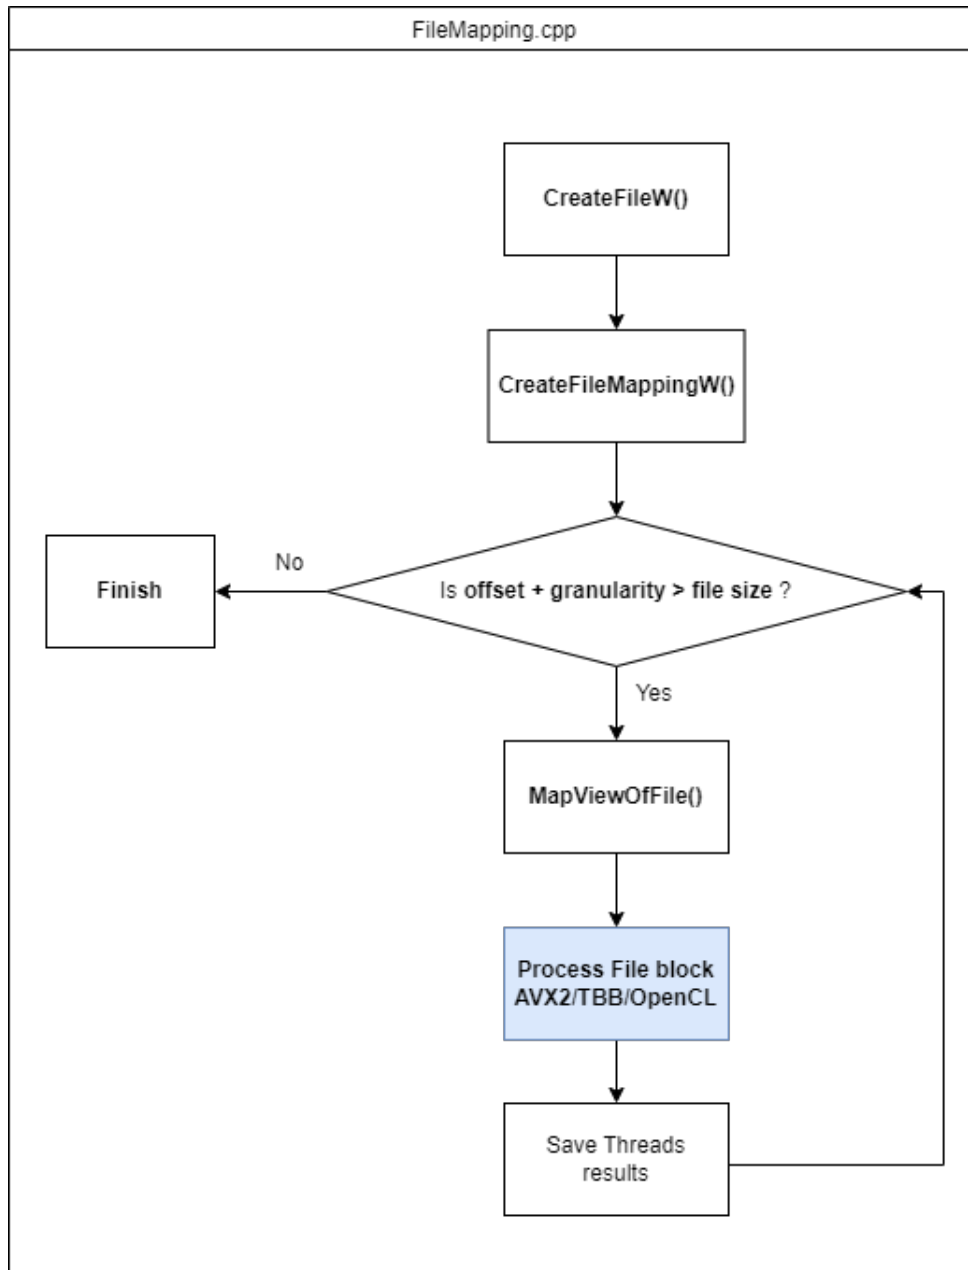 FileMapping.cpp
CreateFileW()
CreateFileMappingW()
Finish
No
Is offset + granularity > file size ?
Yes
MapViewOfFile()
Process File block
AVX2/TBB/OpenCL
Save Threads
results